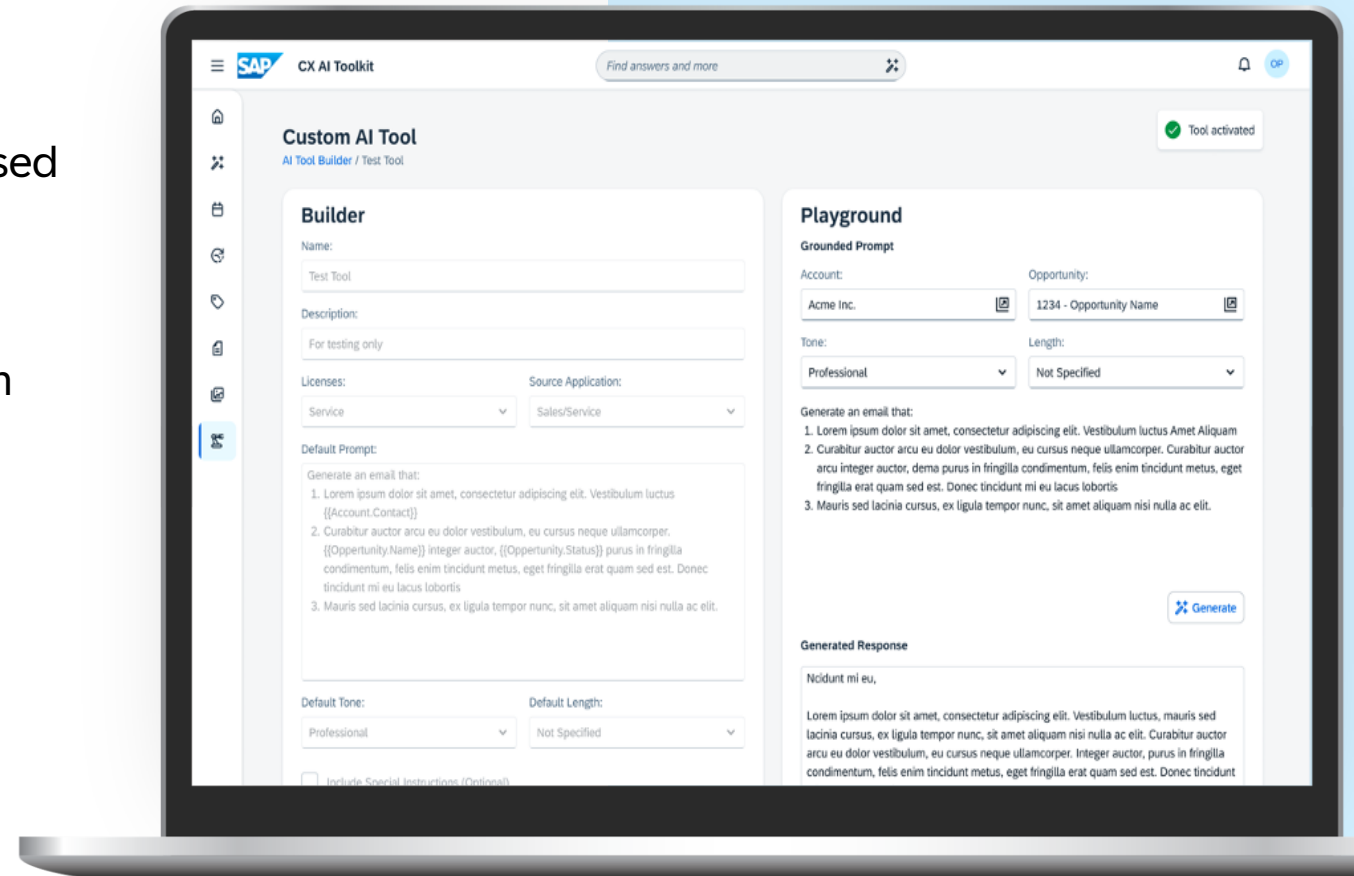 sed
n
SAP CX AI Toolkit
Find answers and more
OP
Custom AI Tool
AI Tool Builder / Test Tool
Tool activated
Builder
Name:
Test Tool
Description:
For testing only
Licenses: Source Application:
Service Sales/Service
Default Prompt:
Generate an email that:
1. Lorem ipsum dolor sit amet, consectetur adipiscing elit. Vestibulum luctus
{{Account.Contact}}
2. Curabitur auctor arcu eu dolor vestibulum, eu cursus neque ullamcorper.
{{Oppertunity.Name}} integer auctor, {{Oppertunity.Status}} purus in fringilla
condimentum, felis enim tincidunt metus, eget fringilla erat quam sed est. Donec
tincidunt mi eu lacus lobortis
3. Mauris sed lacinia cursus, ex ligula tempor nunc, sit amet aliquam nisi nulla ac elit.
Default Tone: Default Length:
Professional Not Specified
Include Special Instructions (Optional)
Playground
Grounded Prompt
Account: Opportunity:
Acme Inc. 1234 - Opportunity Name
Tone: Length:
Professional Not Specified
Generate an email that:
1. Lorem ipsum dolor sit amet, consectetur adipiscing elit. Vestibulum luctus Amet Aliquam
2. Curabitur auctor arcu eu dolor vestibulum, eu cursus neque ullamcorper. Curabitur auctor
arcu integer auctor, dema purus in fringilla condimentum, felis enim tincidunt metus, eget
fringilla erat quam sed est. Donec tincidunt mi eu lacus lobortis
3. Mauris sed lacinia cursus, ex ligula tempor nunc, sit amet aliquam nisi nulla ac elit.
Generate
Generated Response
Ncidunt mi eu,
Lorem ipsum dolor sit amet, consectetur adipiscing elit. Vestibulum luctus, mauris sed
lacinia cursus, ex ligula tempor nunc, sit amet aliquam nisi nulla ac elit. Curabitur auctor
arcu eu dolor vestibulum, eu cursus neque ullamcorper. Integer auctor, purus in fringilla
condimentum, felis enim tincidunt metus, eget fringilla erat quam sed est. Donec tincidunt